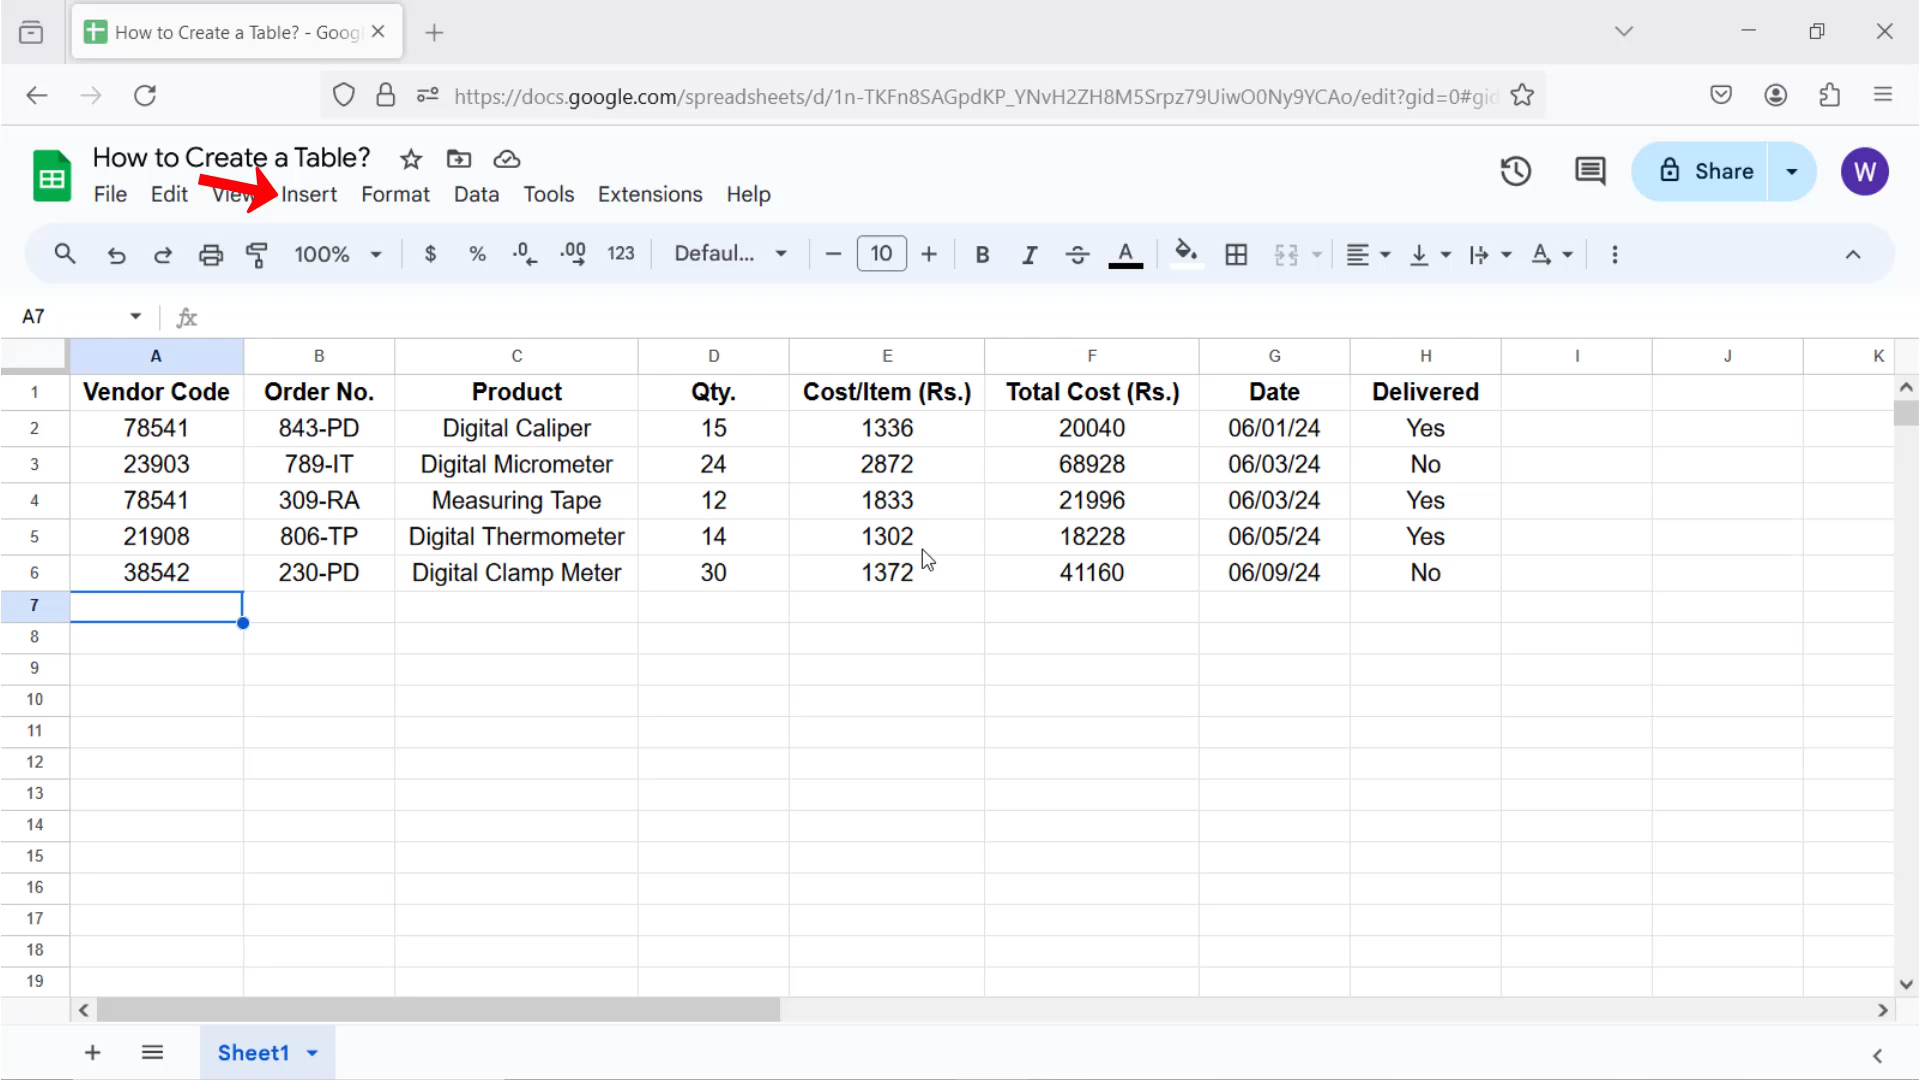 How to Create a Table? - Goog
https://docs.google.com/spreadsheets/d/1n-TKFn8SAGpdKP_YNvH2ZH8M5Srpz79UiwO0Ny9YCAo/edit?gid=0#gid
How to Create a Table?
File Edit View Insert Format Data Tools Extensions Help
Share W
100% $ % .0 .00 123 Defaul... 10 B I A A
A7 fx
A B C D E F G H I J K
1 Vendor Code Order No. Product Qty. Cost/Item (Rs.) Total Cost (Rs.) Date Delivered
2 78541 843-PD Digital Caliper 15 1336 20040 06/01/24 Yes
3 23903 789-IT Digital Micrometer 24 2872 68928 06/03/24 No
4 78541 309-RA Measuring Tape 12 1833 21996 06/03/24 Yes
5 21908 806-TP Digital Thermometer 14 1302 18228 06/05/24 Yes
6 38542 230-PD Digital Clamp Meter 30 1372 41160 06/09/24 No
7
8
9
10
11
12
13
14
15
16
17
18
19
Sheet1